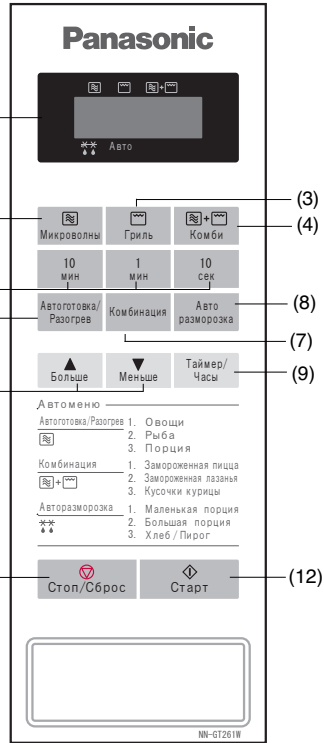 Panasonic
Авто
(3)
Микроволны Гриль Комби
(4)
10 мин 1 мин 10 сек
(8)
Автоготовка/ Разогрев Комбинация Авто разморозка
(7)
Больше Меньше Таймер/ Часы
(9)
Автоменю
Автоготовка/Разогрев 1. Овощи
2. Рыба
3. Порция
Комбинация 1. Замороженная пицца
2. Замороженная лазанья
3. Кусочки курицы
Авторазморозка 1. Маленькая порция
2. Большая порция
3. Хлеб/Пирог
Стоп/Сброс Старт
(12)
NN-GT261W